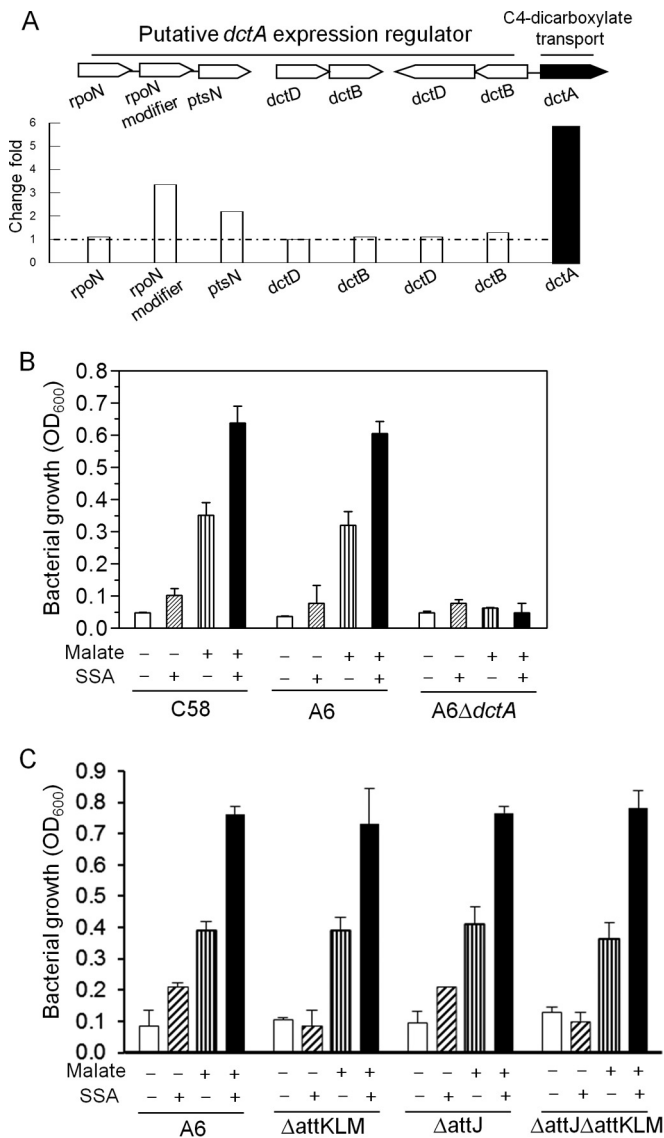 A
Putative dctA expression regulator
C4-dicarboxylate
transport
rpoN
rpoN
modifier
ptsN
dctD
dctB
dctD
dctB
dctA
Change fold
6
5
4
3
2
1
0
rpoN
rpoN
modifier
ptsN
dctD
dctB
dctD
dctB
dctA
B
Bacterial growth (OD600)
0.8
0.7
0.6
0.5
0.4
0.3
0.2
0.1
0.0
Malate – – + + – – + + – – + +
SSA – + – + – + – + – + – +
C58 A6 A6ΔdctA
C
Bacterial growth (OD600)
0.9
0.8
0.7
0.6
0.5
0.4
0.3
0.2
0.1
0.0
Malate – – + + – – + + – – + + – – + +
SSA – + – + – + – + – + – + – + – +
A6 ΔattKLM ΔattJ ΔattJΔattKLM